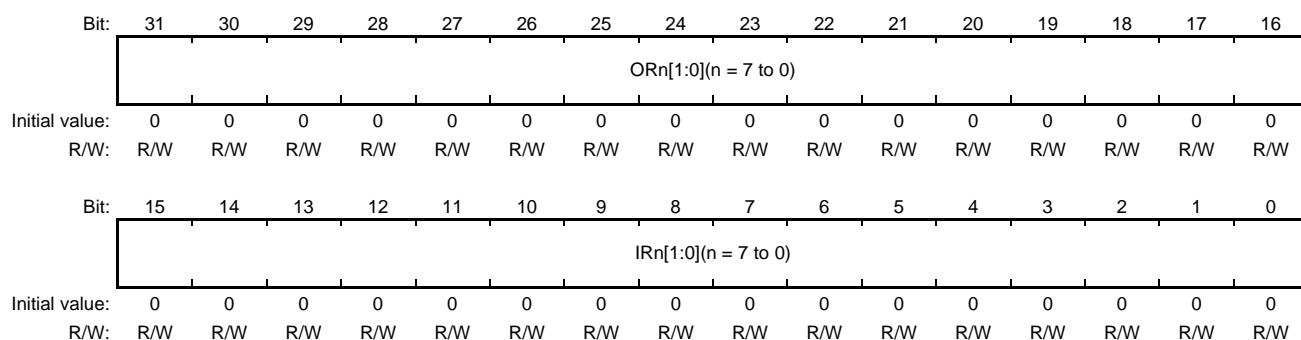 Bit: 31 30 29 28 27 26 25 24 23 22 21 20 19 18 17 16
ORn[1:0](n = 7 to 0)
Initial value: 0 0 0 0 0 0 0 0 0 0 0 0 0 0 0 0
R/W: R/W R/W R/W R/W R/W R/W R/W R/W R/W R/W R/W R/W R/W R/W R/W R/W
Bit: 15 14 13 12 11 10 9 8 7 6 5 4 3 2 1 0
IRn[1:0](n = 7 to 0)
Initial value: 0 0 0 0 0 0 0 0 0 0 0 0 0 0 0 0
R/W: R/W R/W R/W R/W R/W R/W R/W R/W R/W R/W R/W R/W R/W R/W R/W R/W